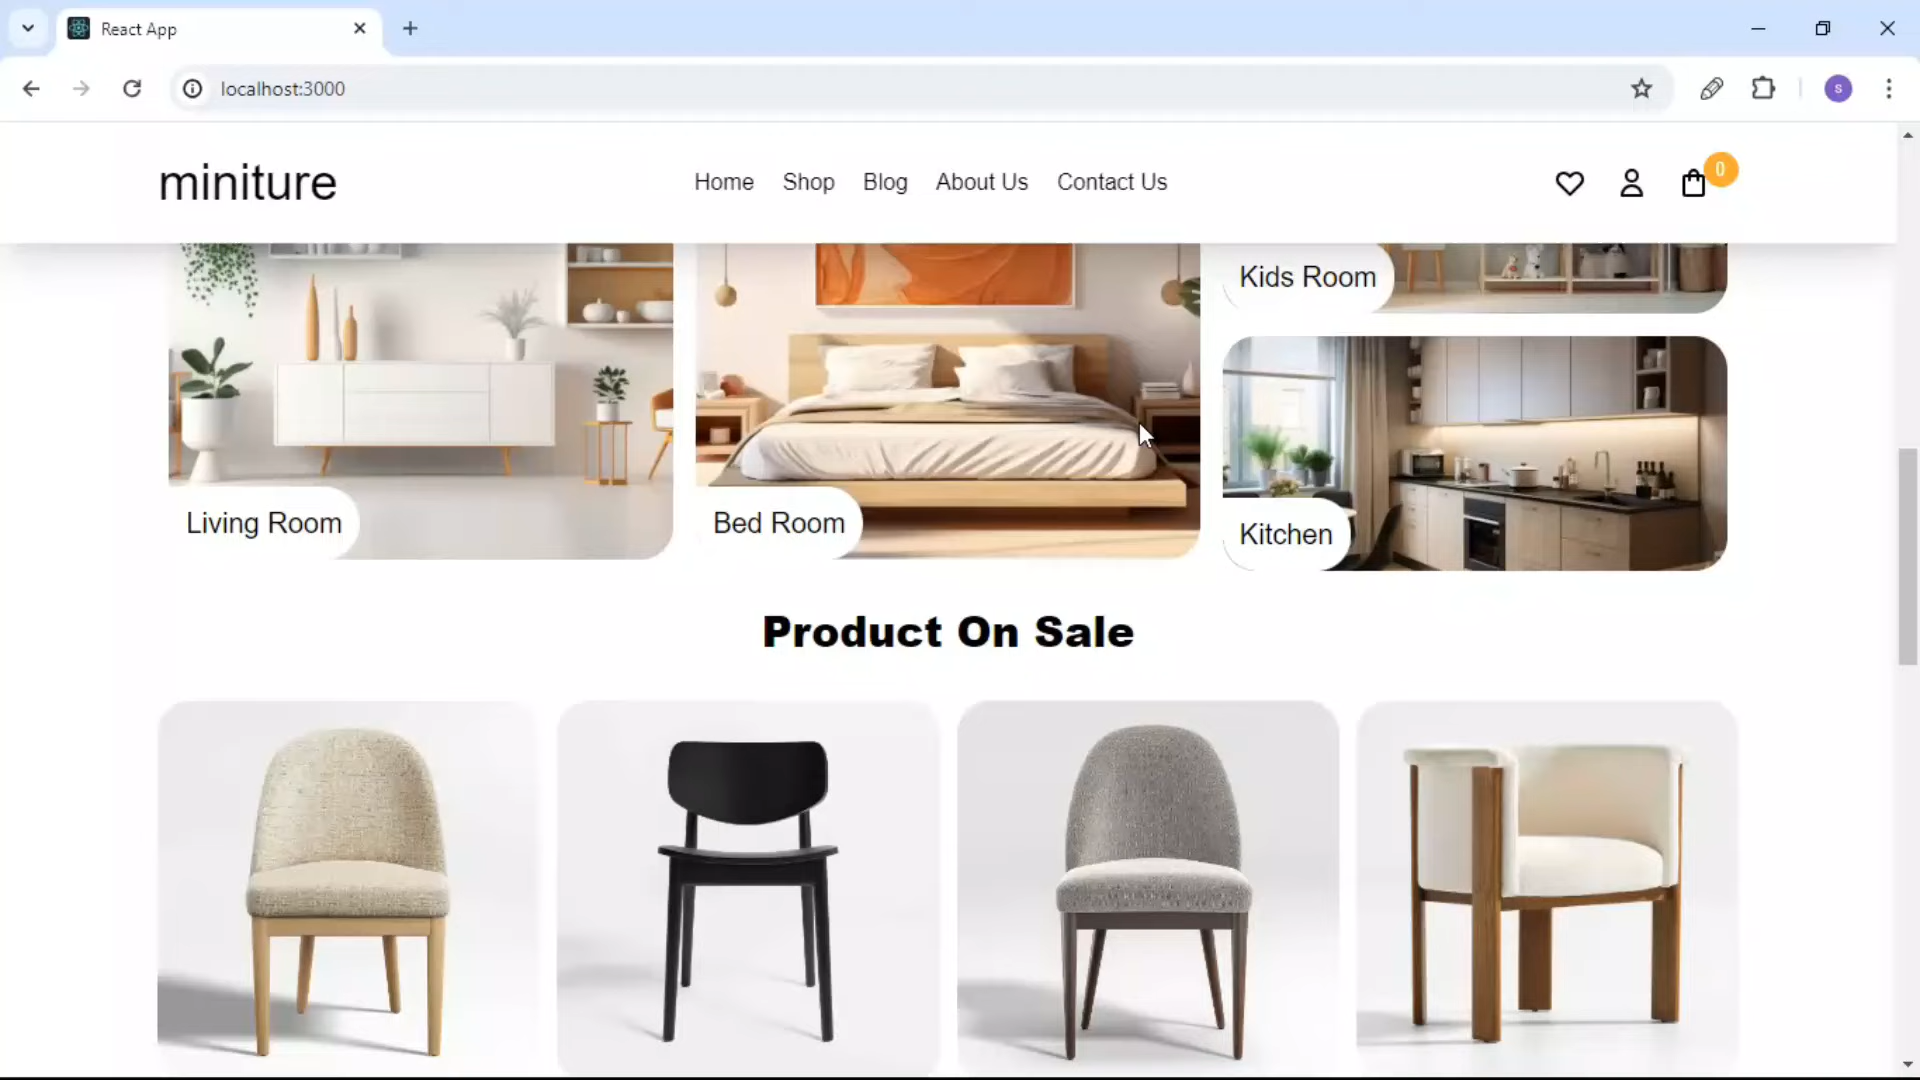 React App
localhost:3000
s
miniture
Home Shop Blog About Us Contact Us
0
Kids Room
Living Room
Bed Room
Kitchen
Product On Sale